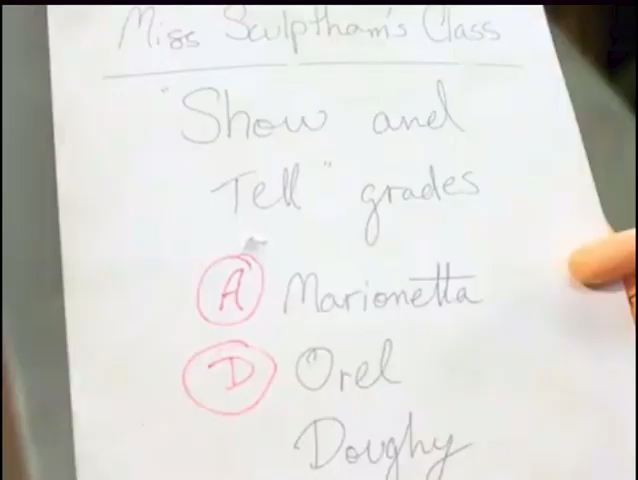 Miss Sculptham's Class
"Show and
Tell" grades
A Marionetta
D Orel
Doughy